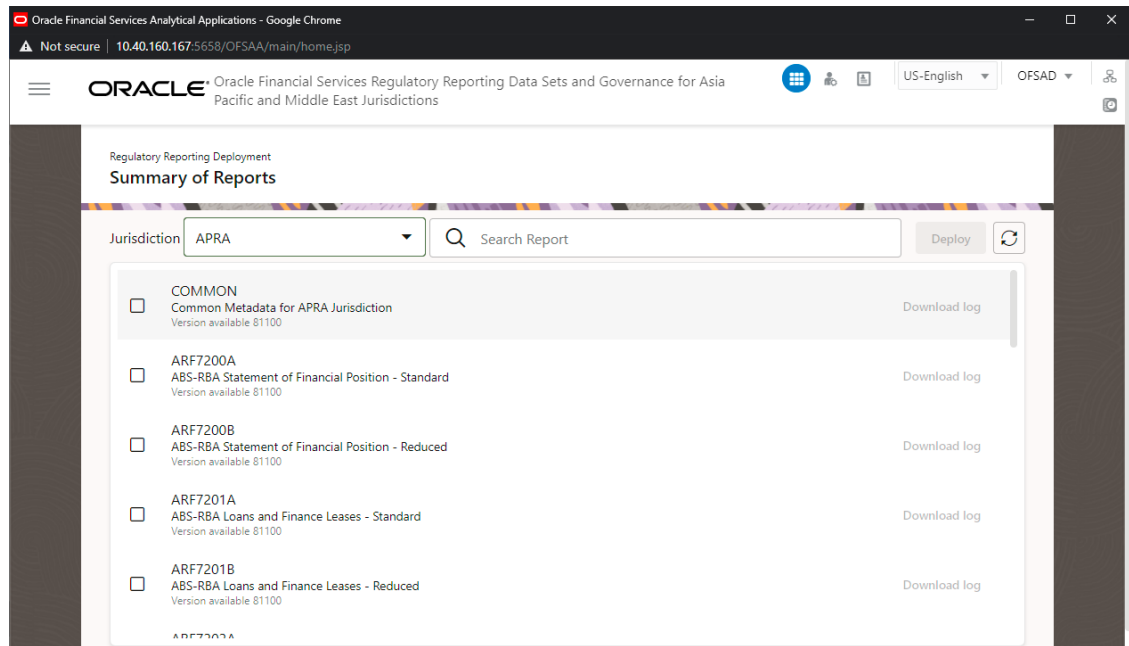 Oracle Financial Services Analytical Applications - Google Chrome
Not secure 10.40.160.167:5658/OFSAA/main/home.jsp
ORACLE Oracle Financial Services Regulatory Reporting Data Sets and Governance for Asia
Pacific and Middle East Jurisdictions
US-English OFSAD
Regulatory Reporting Deployment
Summary of Reports
Jurisdiction APRA Search Report Deploy
COMMON
Common Metadata for APRA Jurisdiction Download log
Version available 81100
ARF7200A
ABS-RBA Statement of Financial Position - Standard Download log
Version available 81100
ARF7200B
ABS-RBA Statement of Financial Position - Reduced Download log
Version available 81100
ARF7201A
ABS-RBA Loans and Finance Leases - Standard Download log
Version available 81100
ARF7201B
ABS-RBA Loans and Finance Leases - Reduced Download log
Version available 81100
ARF7202A